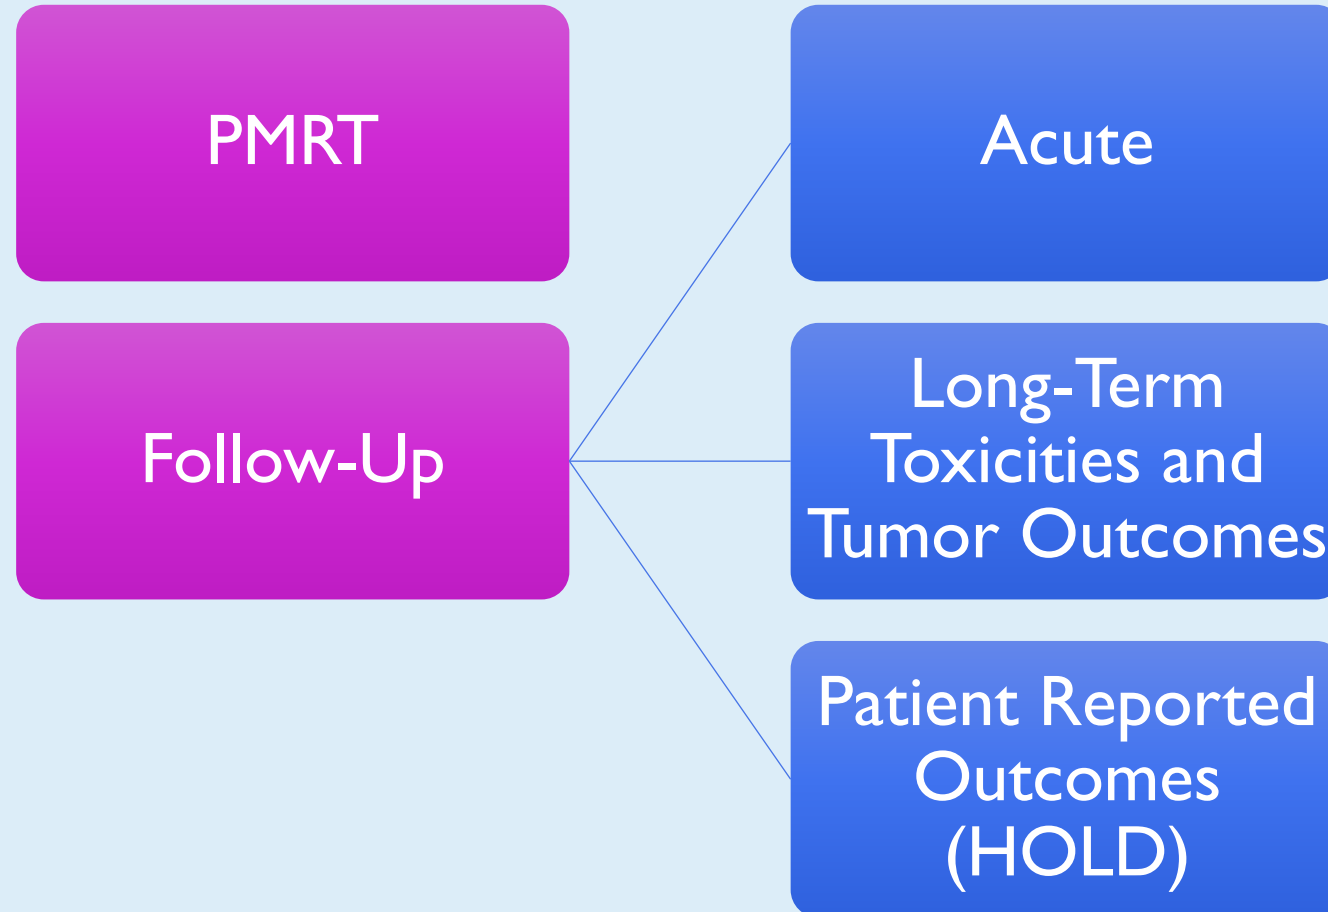 PMRT
Follow-Up
Acute
Long-Term
Toxicities and
Tumor Outcomes
Patient Reported
Outcomes
(HOLD)